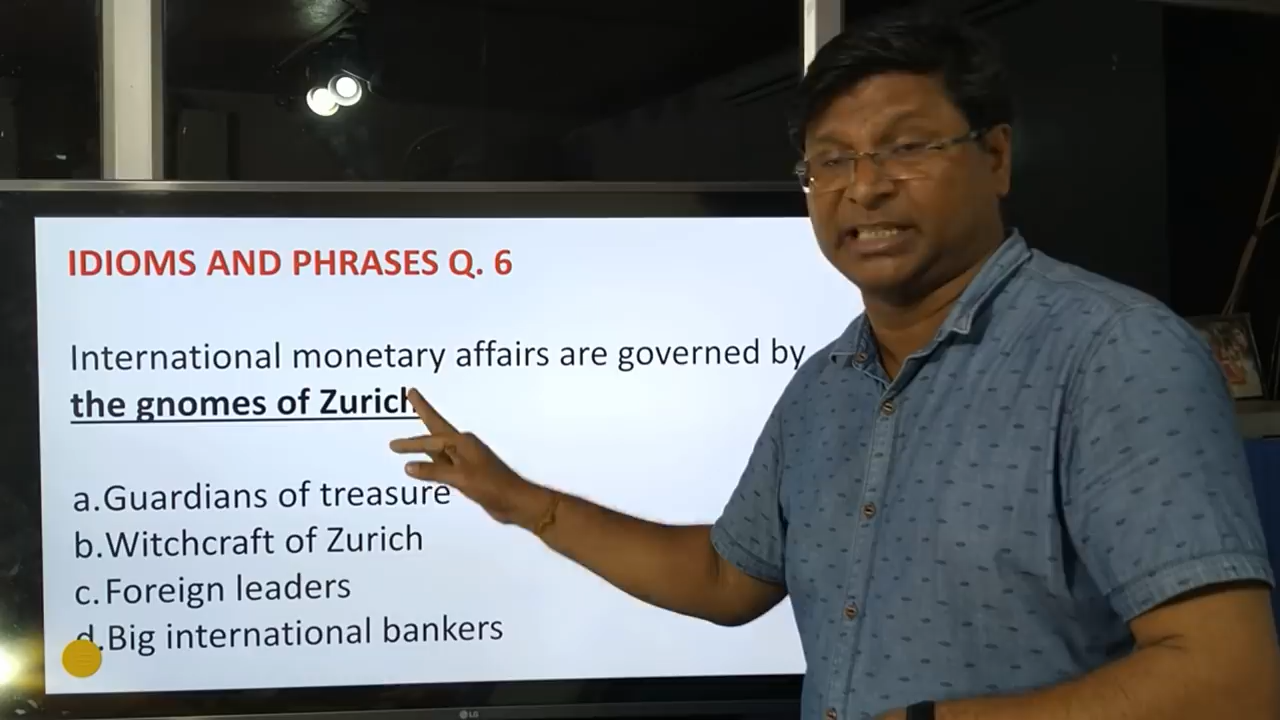 IDIOMS AND PHRASES Q. 6
International monetary affairs are governed by
the gnomes of Zurich
a. Guardians of treasure
b. Witchcraft of Zurich
c. Foreign leaders
d. Big international bankers
LG